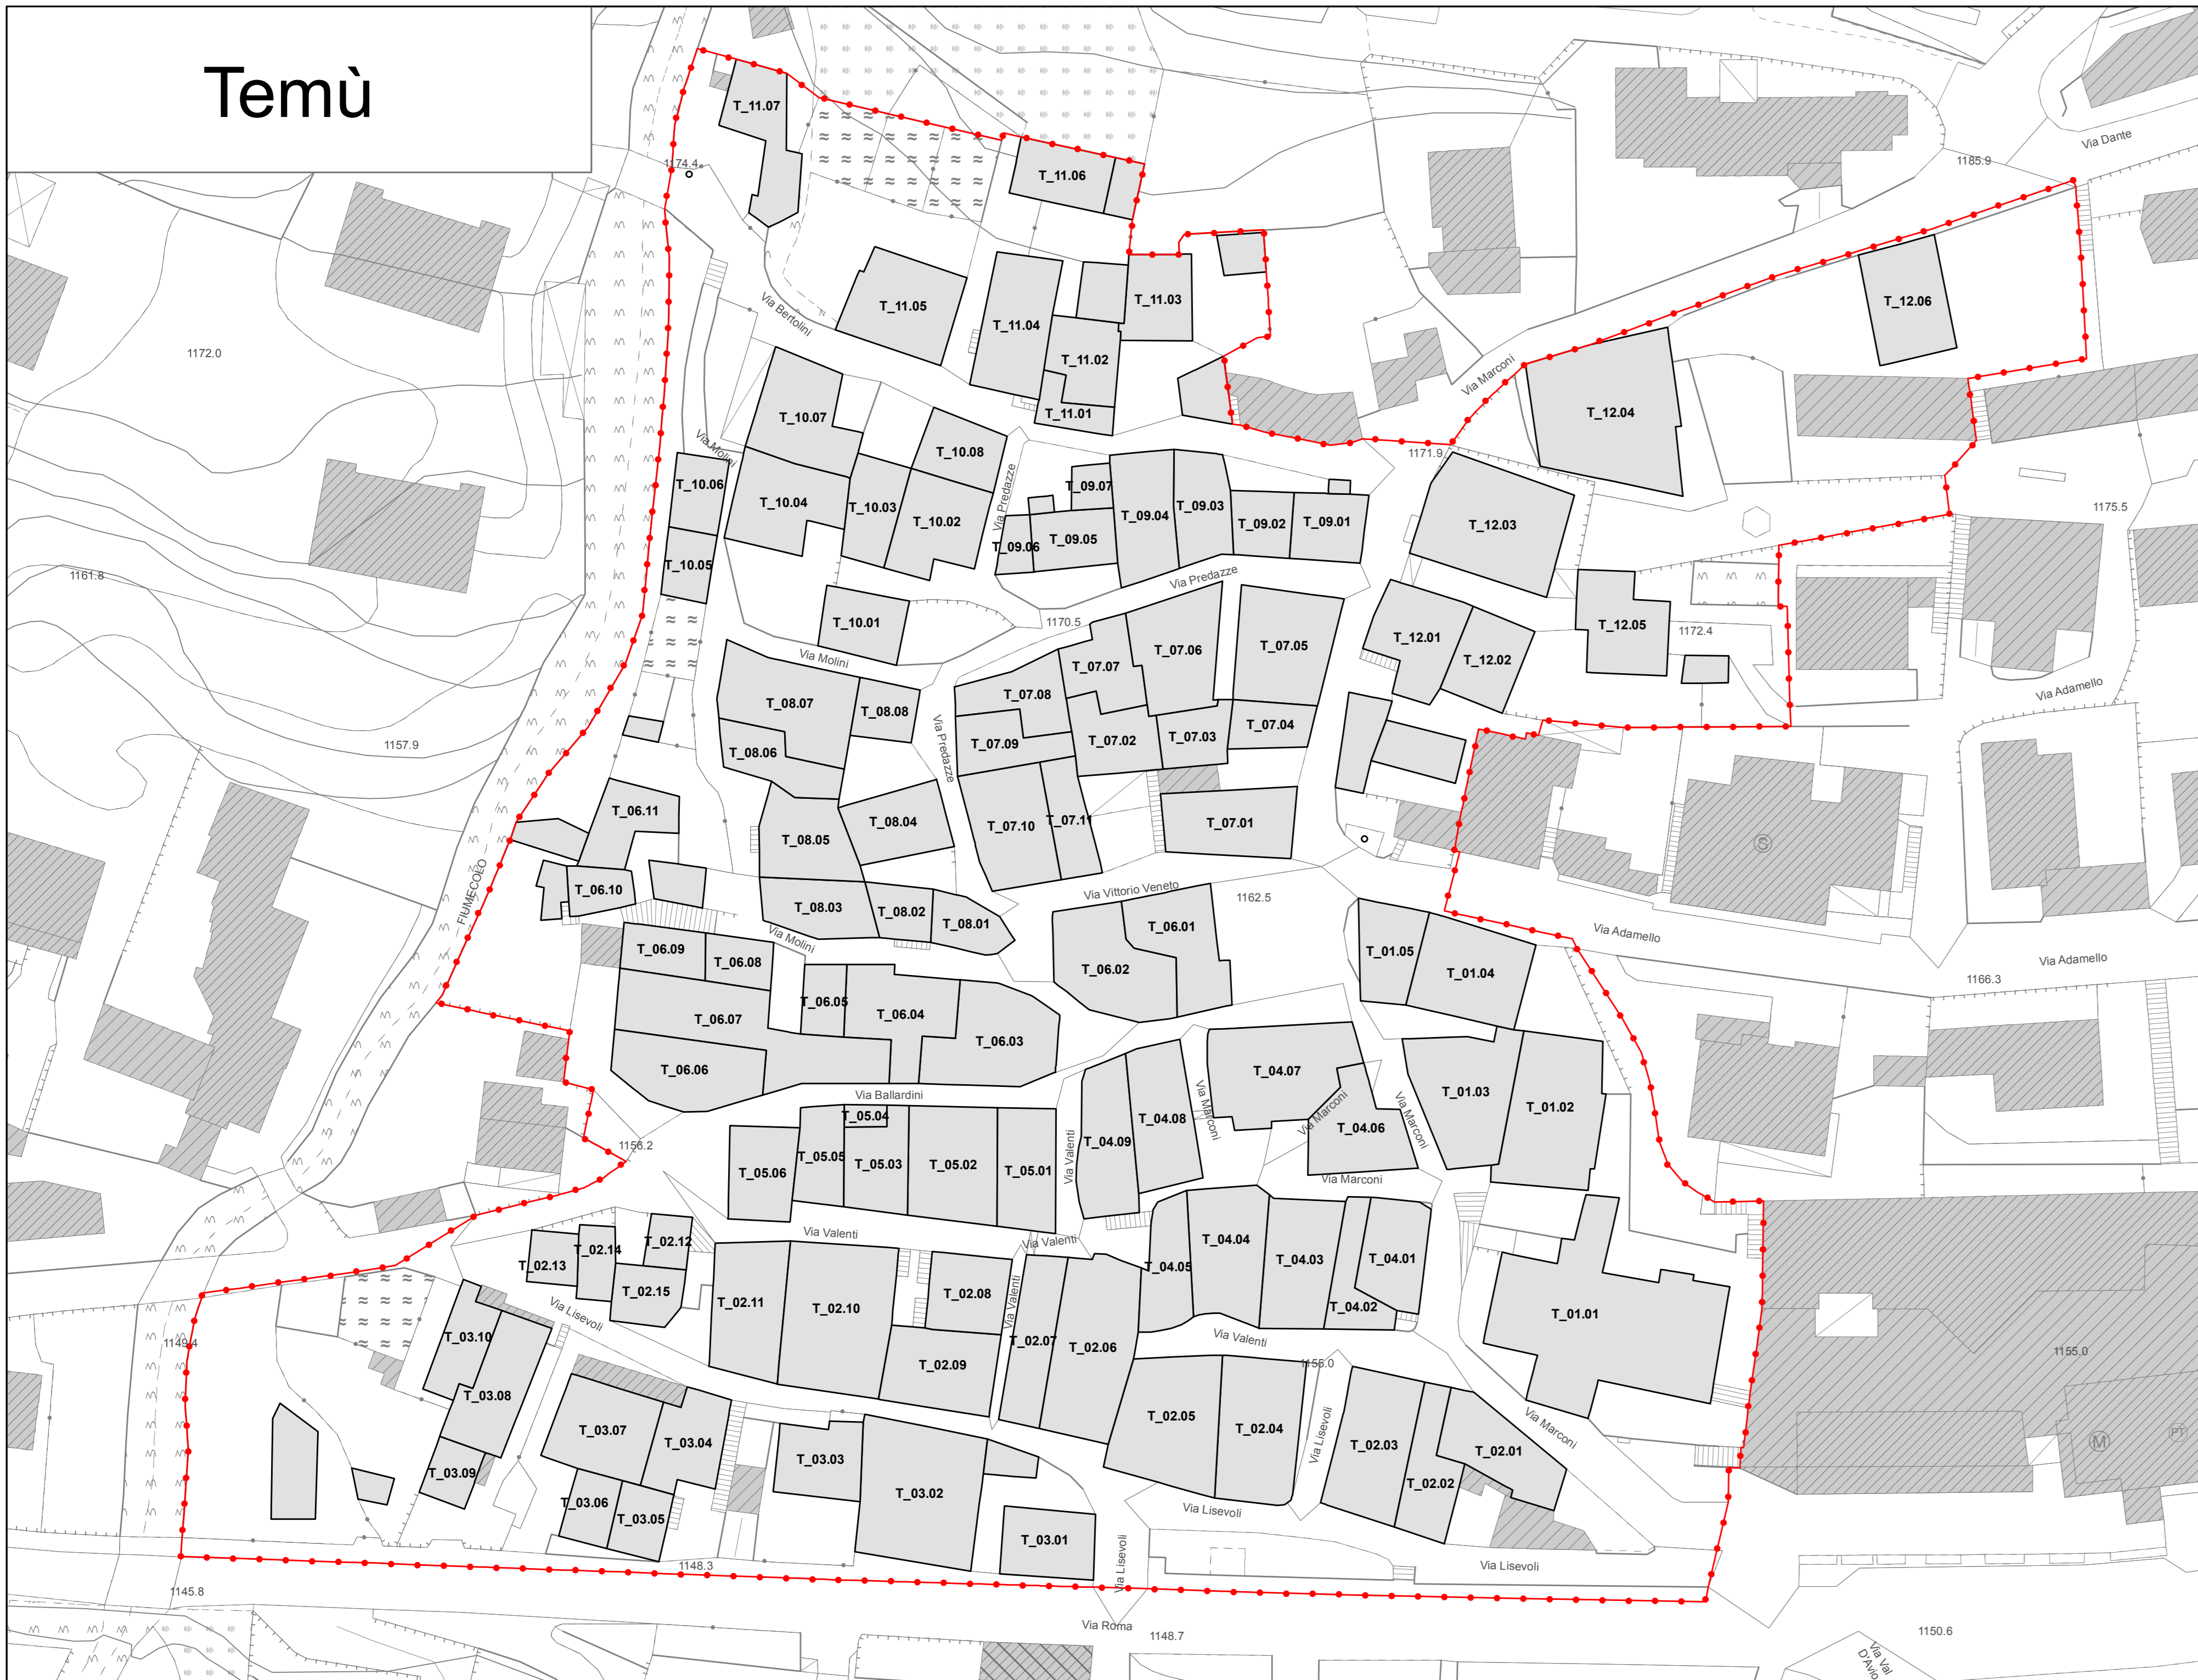 Temù
T_11.07
1174.4
Via Dante
1185.9
T_11.06
T_11.05
T_11.04
T_11.03
T_12.06
Via Bertolini
T_11.02
1172.0
Via Marconi
T_11.01
T_12.04
T_10.07
T_10.08
Via Molini
1171.9
T_10.06
T_09.07
Via Predazze
T_10.04
T_10.03
T_10.02
T_09.04
T_09.03
T_09.02
T_09.01
T_12.03
1175.5
T_09.06
T_09.05
T_10.05
1161.8
Via Predazze
T_10.01
1170.5
T_12.05
1172.4
T_12.01
T_12.02
Via Molini
T_07.06
T_07.05
T_07.07
Via Adamello
T_07.08
T_08.07
T_08.08
T_07.04
T_07.03
T_07.02
T_07.09
1157.9
T_08.06
Via Predazze
T_06.11
T_08.04
T_08.05
T_07.10
T_07.11
T_07.01
S
FIUMECOLO
T_06.10
Via Vittorio Veneto
1162.5
T_08.03
T_08.02
T_08.01
T_06.01
Via Adamello
Via Molini
T_06.09
T_06.08
T_06.02
T_01.05
T_01.04
Via Adamello
1166.3
T_06.05
T_06.04
T_06.07
T_06.03
T_06.06
T_04.07
T_01.03
T_01.02
Via Ballardini
Via Marconi
Via Marconi
Via Marconi
T_05.04
T_04.08
T_04.09
T_04.06
1156.2
T_05.06
T_05.05
T_05.03
T_05.02
T_05.01
Via Valenti
Via Marconi
Via Valenti
Via Valenti
T_02.12
T_02.14
T_02.13
T_02.15
T_04.05
T_04.04
T_04.03
T_04.01
T_04.02
T_02.11
T_02.10
T_02.08
Via Valenti
Via Lisevoli
T_01.01
T_03.10
1149.4
T_02.07
T_02.06
Via Valenti
T_02.09
1155.0
1155.0
T_03.08
T_03.07
T_03.04
T_02.05
T_02.04
Via Lisevoli
T_02.03
T_02.01
Via Marconi
M
PT
T_03.09
T_03.03
T_02.02
T_03.06
T_03.05
T_03.02
Via Lisevoli
T_03.01
Via Lisevoli
Via Lisevoli
1148.3
1145.8
Via Roma
1148.7
1150.6
Via Val
D'Avio